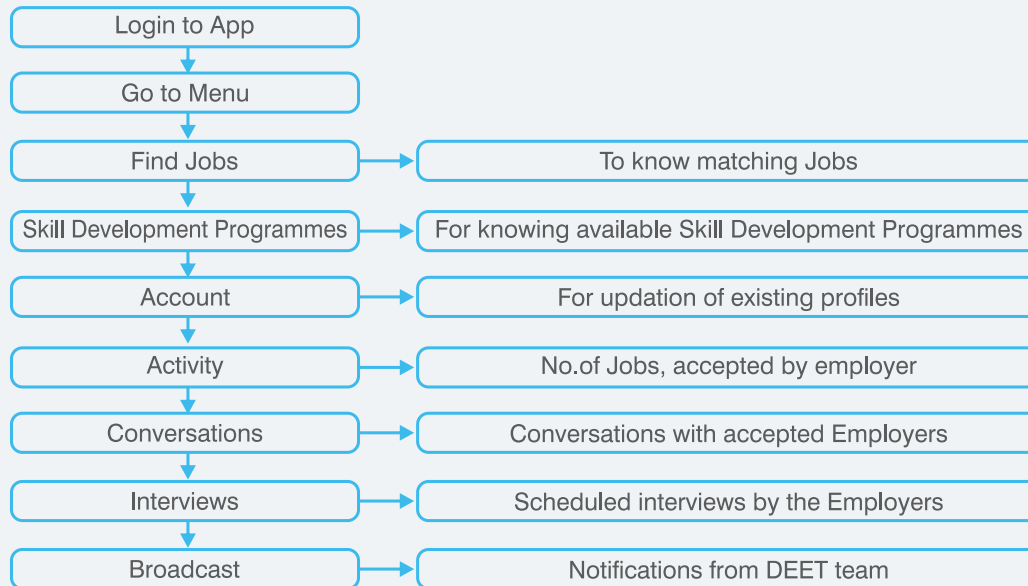 Login to App
Go to Menu
Find Jobs
To know matching Jobs
Skill Development Programmes
For knowing available Skill Development Programmes
Account
For updation of existing profiles
Activity
No.of Jobs, accepted by employer
Conversations
Conversations with accepted Employers
Interviews
Scheduled interviews by the Employers
Broadcast
Notifications from DEET team